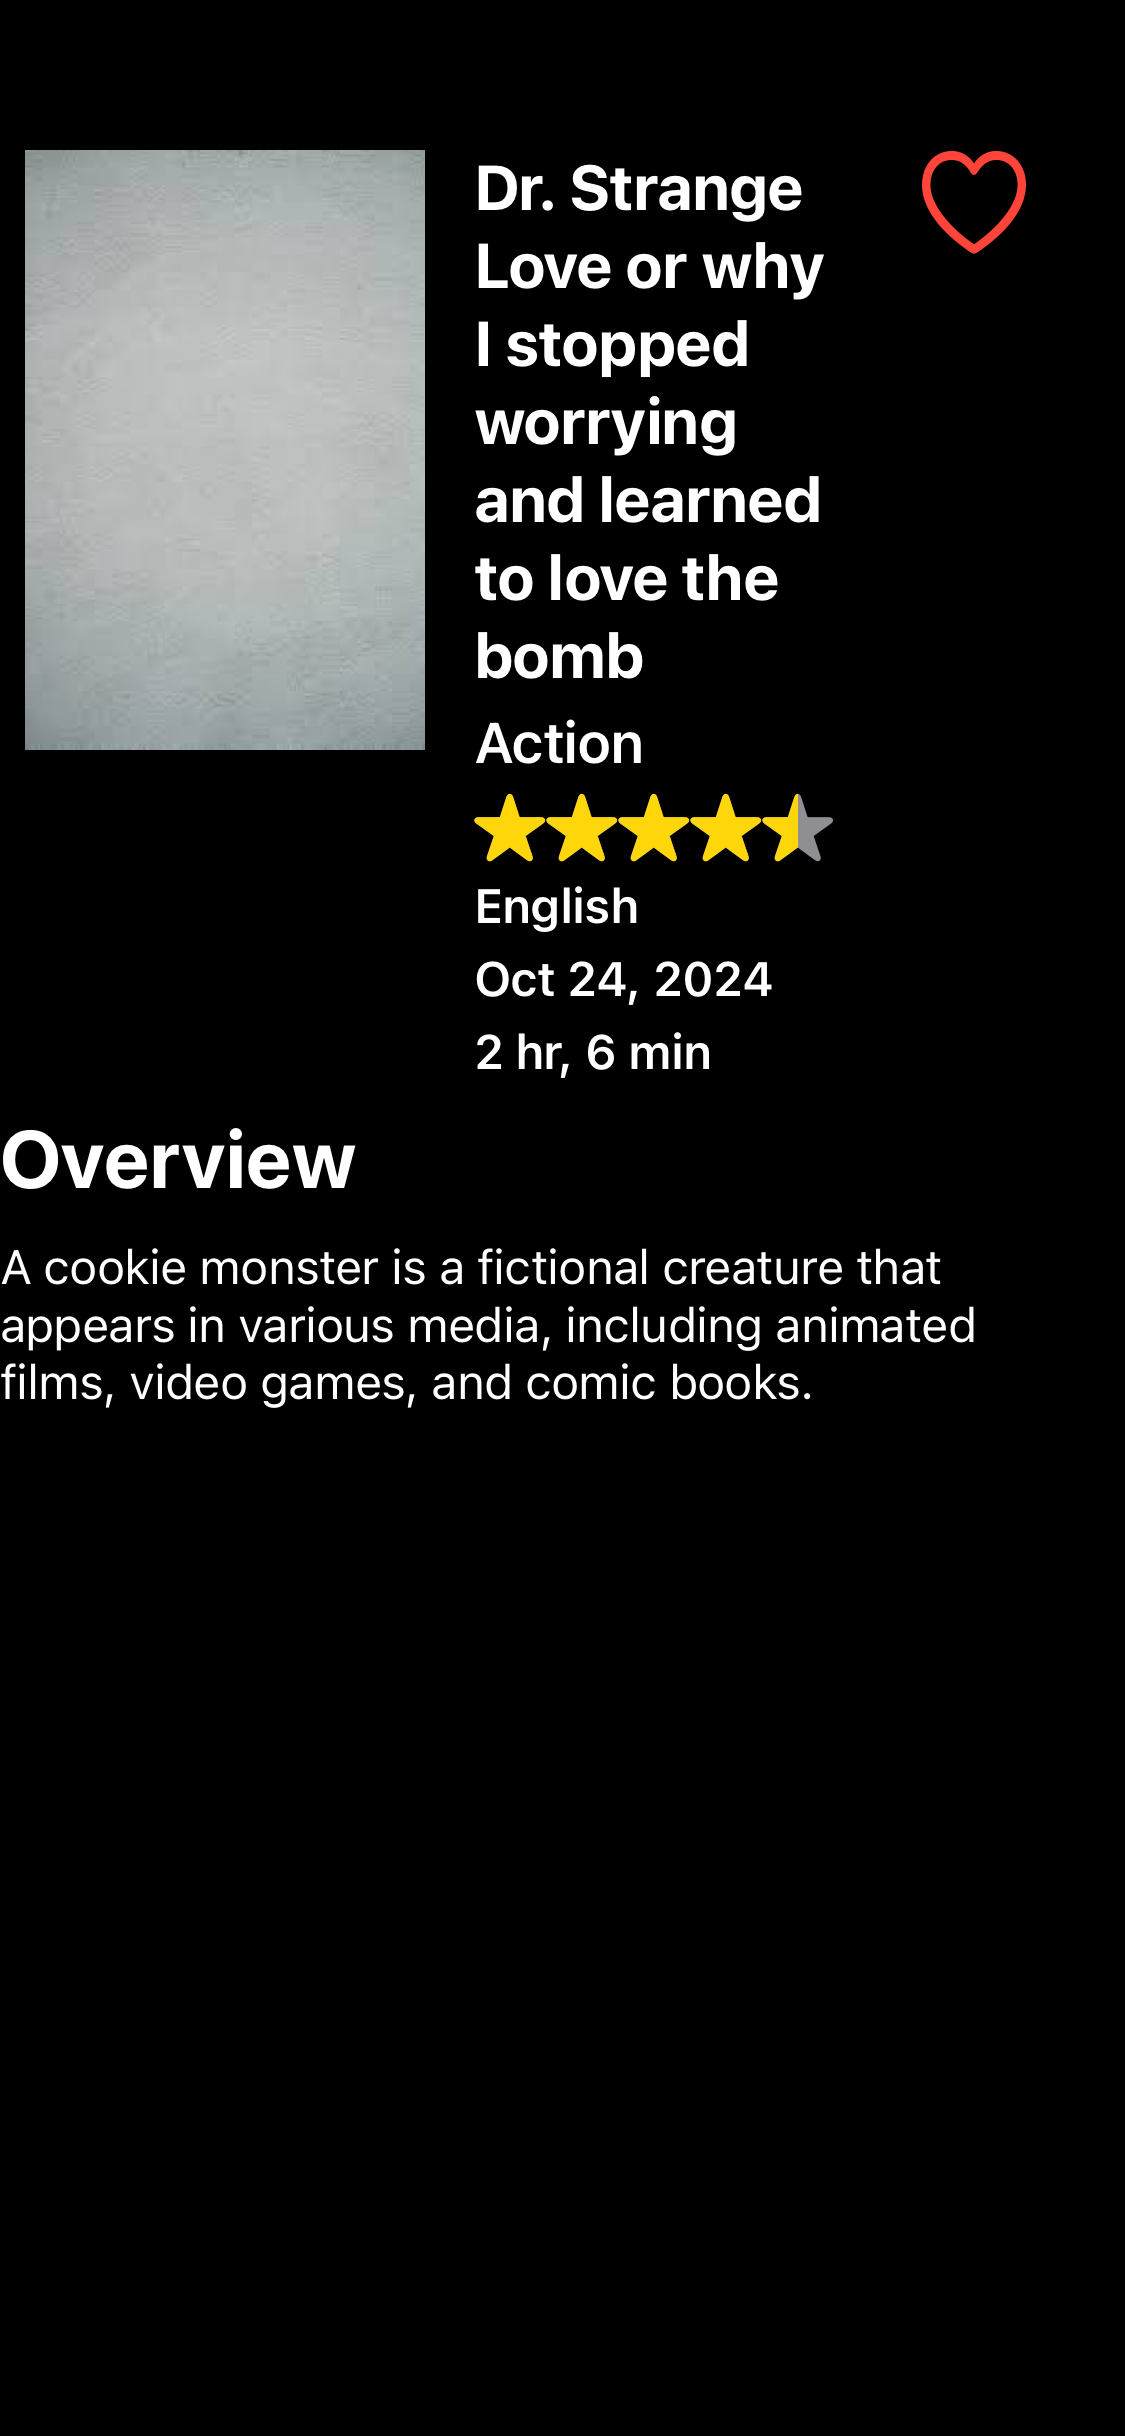 Dr. Strange
Love or why
I stopped
worrying
and learned
to love the
bomb
Action
English
Oct 24, 2024
2 hr, 6 min
Overview
A cookie monster is a fictional creature that
appears in various media, including animated
films, video games, and comic books.